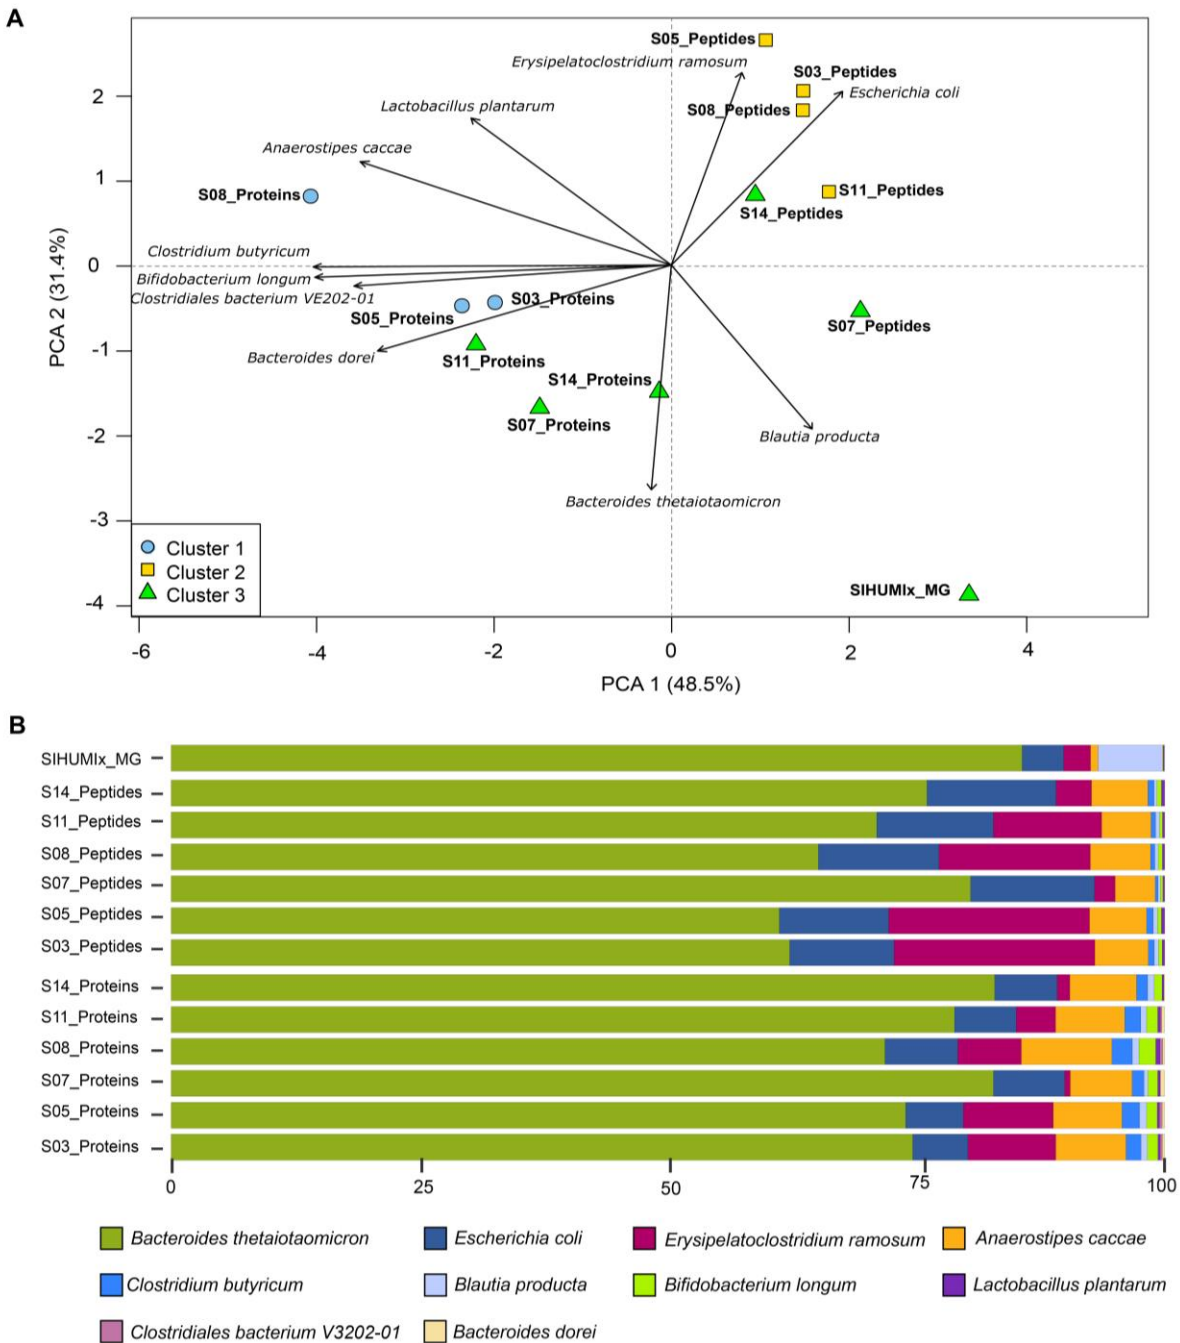 A
S05_Peptides
Erysipelatoclostridium ramosum
S03_Peptides
Escherichia coli
S08_Peptides
Lactobacillus plantarum
Anaerostipes caccae
S08_Proteins
S11_Peptides
S14_Peptides
Clostridium butyricum
Bifidobacterium longum
Clostridiales bacterium VE202-01
S03_Proteins
S05_Proteins
S07_Peptides
Bacteroides dorei
S11_Proteins
S14_Proteins
S07_Proteins
Blautia producta
Bacteroides thetaiotaomicron
SIHUMIx_MG
PCA 2 (31.4%)
2
1
0
-1
-2
-3
-4
Cluster 1
Cluster 2
Cluster 3
-6 -4 -2 0 2 4
PCA 1 (48.5%)
B
SIHUMIx_MG
S14_Peptides
S11_Peptides
S08_Peptides
S07_Peptides
S05_Peptides
S03_Peptides
S14_Proteins
S11_Proteins
S08_Proteins
S07_Proteins
S05_Proteins
S03_Proteins
0 25 50 75 100
Bacteroides thetaiotaomicron Escherichia coli Erysipelatoclostridium ramosum Anaerostipes caccae
Clostridium butyricum Blautia producta Bifidobacterium longum Lactobacillus plantarum
Clostridiales bacterium V3202-01 Bacteroides dorei